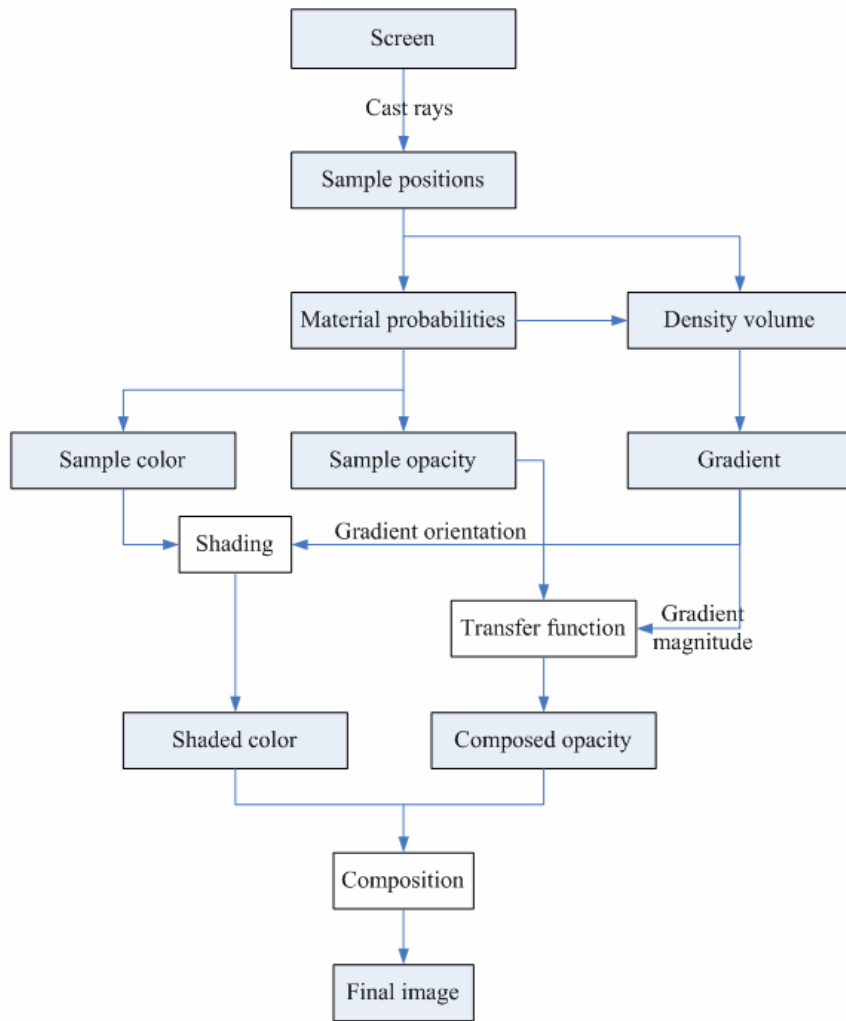 Screen
Cast rays
Sample positions
Material probabilities
Density volume
Sample color
Sample opacity
Gradient
Shading
Gradient orientation
Transfer function
Gradient
magnitude
Shaded color
Composed opacity
Composition
Final image